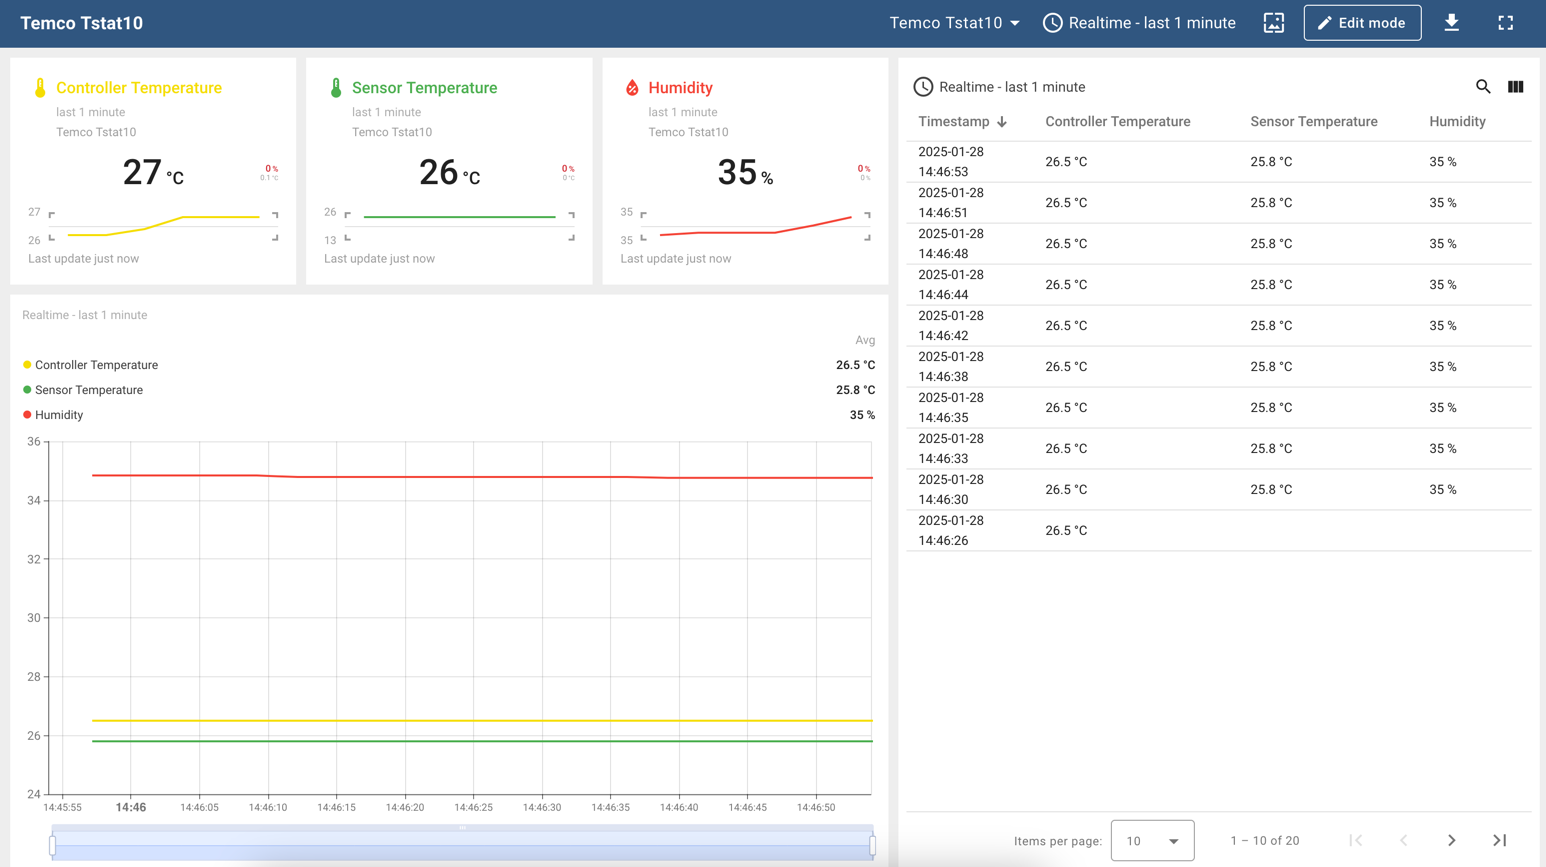 Temco Tstat10
Temco Tstat10
Realtime - last 1 minute
Edit mode
Controller Temperature
last 1 minute
Temco Tstat10
27 °C
0 %
0.1 °C
27
26
Last update just now
Sensor Temperature
last 1 minute
Temco Tstat10
26 °C
0 %
0 °C
26
13
Last update just now
Humidity
last 1 minute
Temco Tstat10
35 %
0 %
0 %
35
35
Last update just now
Realtime - last 1 minute
Avg
Controller Temperature 26.5 °C
Sensor Temperature 25.8 °C
Humidity 35 %
36
34
32
30
28
26
24
14:45:55 14:46 14:46:05 14:46:10 14:46:15 14:46:20 14:46:25 14:46:30 14:46:35 14:46:40 14:46:45 14:46:50
Realtime - last 1 minute
Timestamp Controller Temperature Sensor Temperature Humidity
2025-01-28
14:46:53
26.5 °C 25.8 °C 35 %
2025-01-28
14:46:51
26.5 °C 25.8 °C 35 %
2025-01-28
14:46:48
26.5 °C 25.8 °C 35 %
2025-01-28
14:46:44
26.5 °C 25.8 °C 35 %
2025-01-28
14:46:42
26.5 °C 25.8 °C 35 %
2025-01-28
14:46:38
26.5 °C 25.8 °C 35 %
2025-01-28
14:46:35
26.5 °C 25.8 °C 35 %
2025-01-28
14:46:33
26.5 °C 25.8 °C 35 %
2025-01-28
14:46:30
26.5 °C 25.8 °C 35 %
2025-01-28
14:46:26
26.5 °C
Items per page: 10 1 – 10 of 20